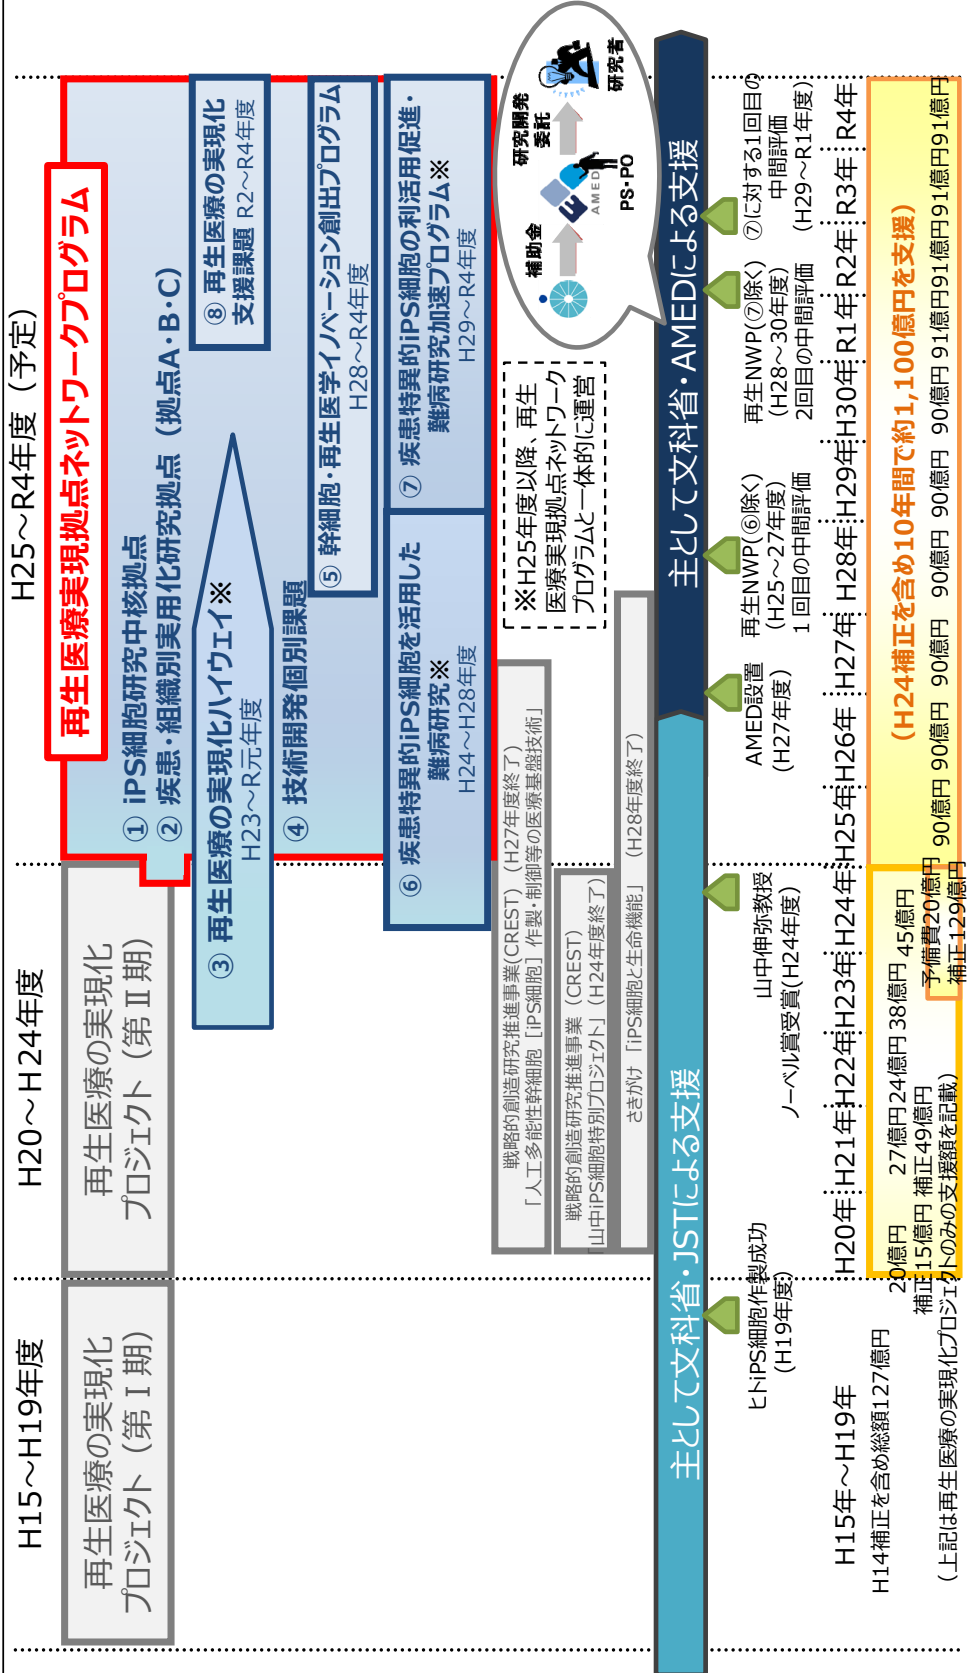 H15～H19年度
H20～H24年度
H25～R4年度（予定）
再生医療の実現化
プロジェクト（第Ⅰ期）
再生医療の実現化
プロジェクト（第Ⅱ期）
再生医療実現拠点ネットワークプログラム
① iPS細胞研究中核拠点
② 疾患・組織別実用化研究拠点（拠点A・B・C）
③ 再生医療の実現化ハイウェイ※
H23～R元年度
④ 技術開発個別課題
⑧ 再生医療の実現化
支援課題 R2～R4年度
⑤ 幹細胞・再生医学イノベーション創出プログラム
H28～R4年度
⑥ 疾患特異的iPS細胞を活用した
難病研究※
H24～H28年度
⑦ 疾患特異的iPS細胞の利活用促進・
難病研究加速プログラム※
H29～R4年度
戦略的創造研究推進事業(CREST)（H27年度終了）
「人工多能性幹細胞［iPS細胞］作製・制御等の医療基盤技術」
戦略的創造研究推進事業（CREST）
「山中iPS細胞特別プロジェクト」（H24年度終了）
さきがけ「iPS細胞と生命機能」（H28年度終了）
※H25年度以降、再生
医療実現拠点ネットワーク
プログラムと一体的に運営
補助金
AMED
PS・PO
研究開発
委託
研究者
主として文科省・JSTによる支援
主として文科省・AMEDによる支援
ヒトiPS細胞作製成功
(H19年度)
山中伸弥教授
ノーベル賞受賞(H24年度)
AMED設置
(H27年度)
再生NWP(⑥除く)
(H25～27年度)
1回目の中間評価
再生NWP(⑦除く)
(H28～30年度)
2回目の中間評価
⑦に対する1回目の
中間評価
(H29～R1年度)
H15年～H19年
H20年
H21年
H22年
H23年
H24年
H25年
H26年
H27年
H28年
H29年
H30年
R1年
R2年
R3年
R4年
H14補正を含め総額127億円
20億円
補正15億円
27億円
補正49億円
24億円
38億円
45億円
予備費20億円
補正129億円
（上記は再生医療の実現化プロジェクトのみの支援額を記載）
（H24補正を含め10年間で約1,100億円を支援）
90億円
90億円
90億円
90億円
90億円
90億円
91億円
91億円
91億円
91億円